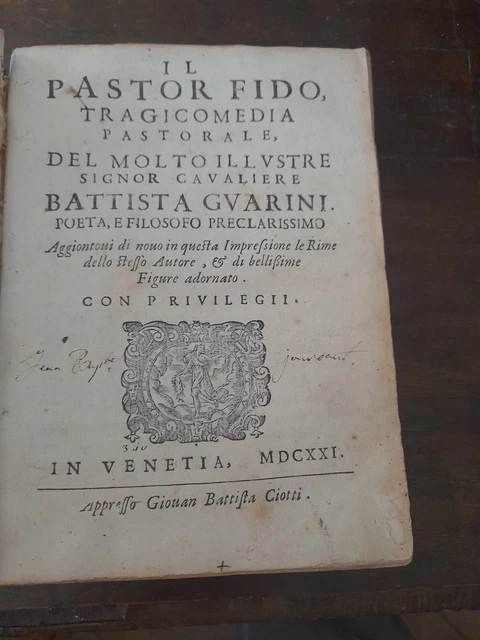 IL
PASTOR FIDO,
TRAGICOMEDIA
PASTORALE,
DEL MOLTO ILLVSTRE
SIGNOR CAVALIERE
BATTISTA GVARINI.
POETA, E FILOSOFO PRECLARISSIMO
Aggiontoui di nouo in questa Impressione le Rime
dello stesso Autore, & di bellissime
Figure adornato.
CON PRIVILEGII.
IN VENETIA, MDCXXI.
Appresso Giouan Battista Ciotti.